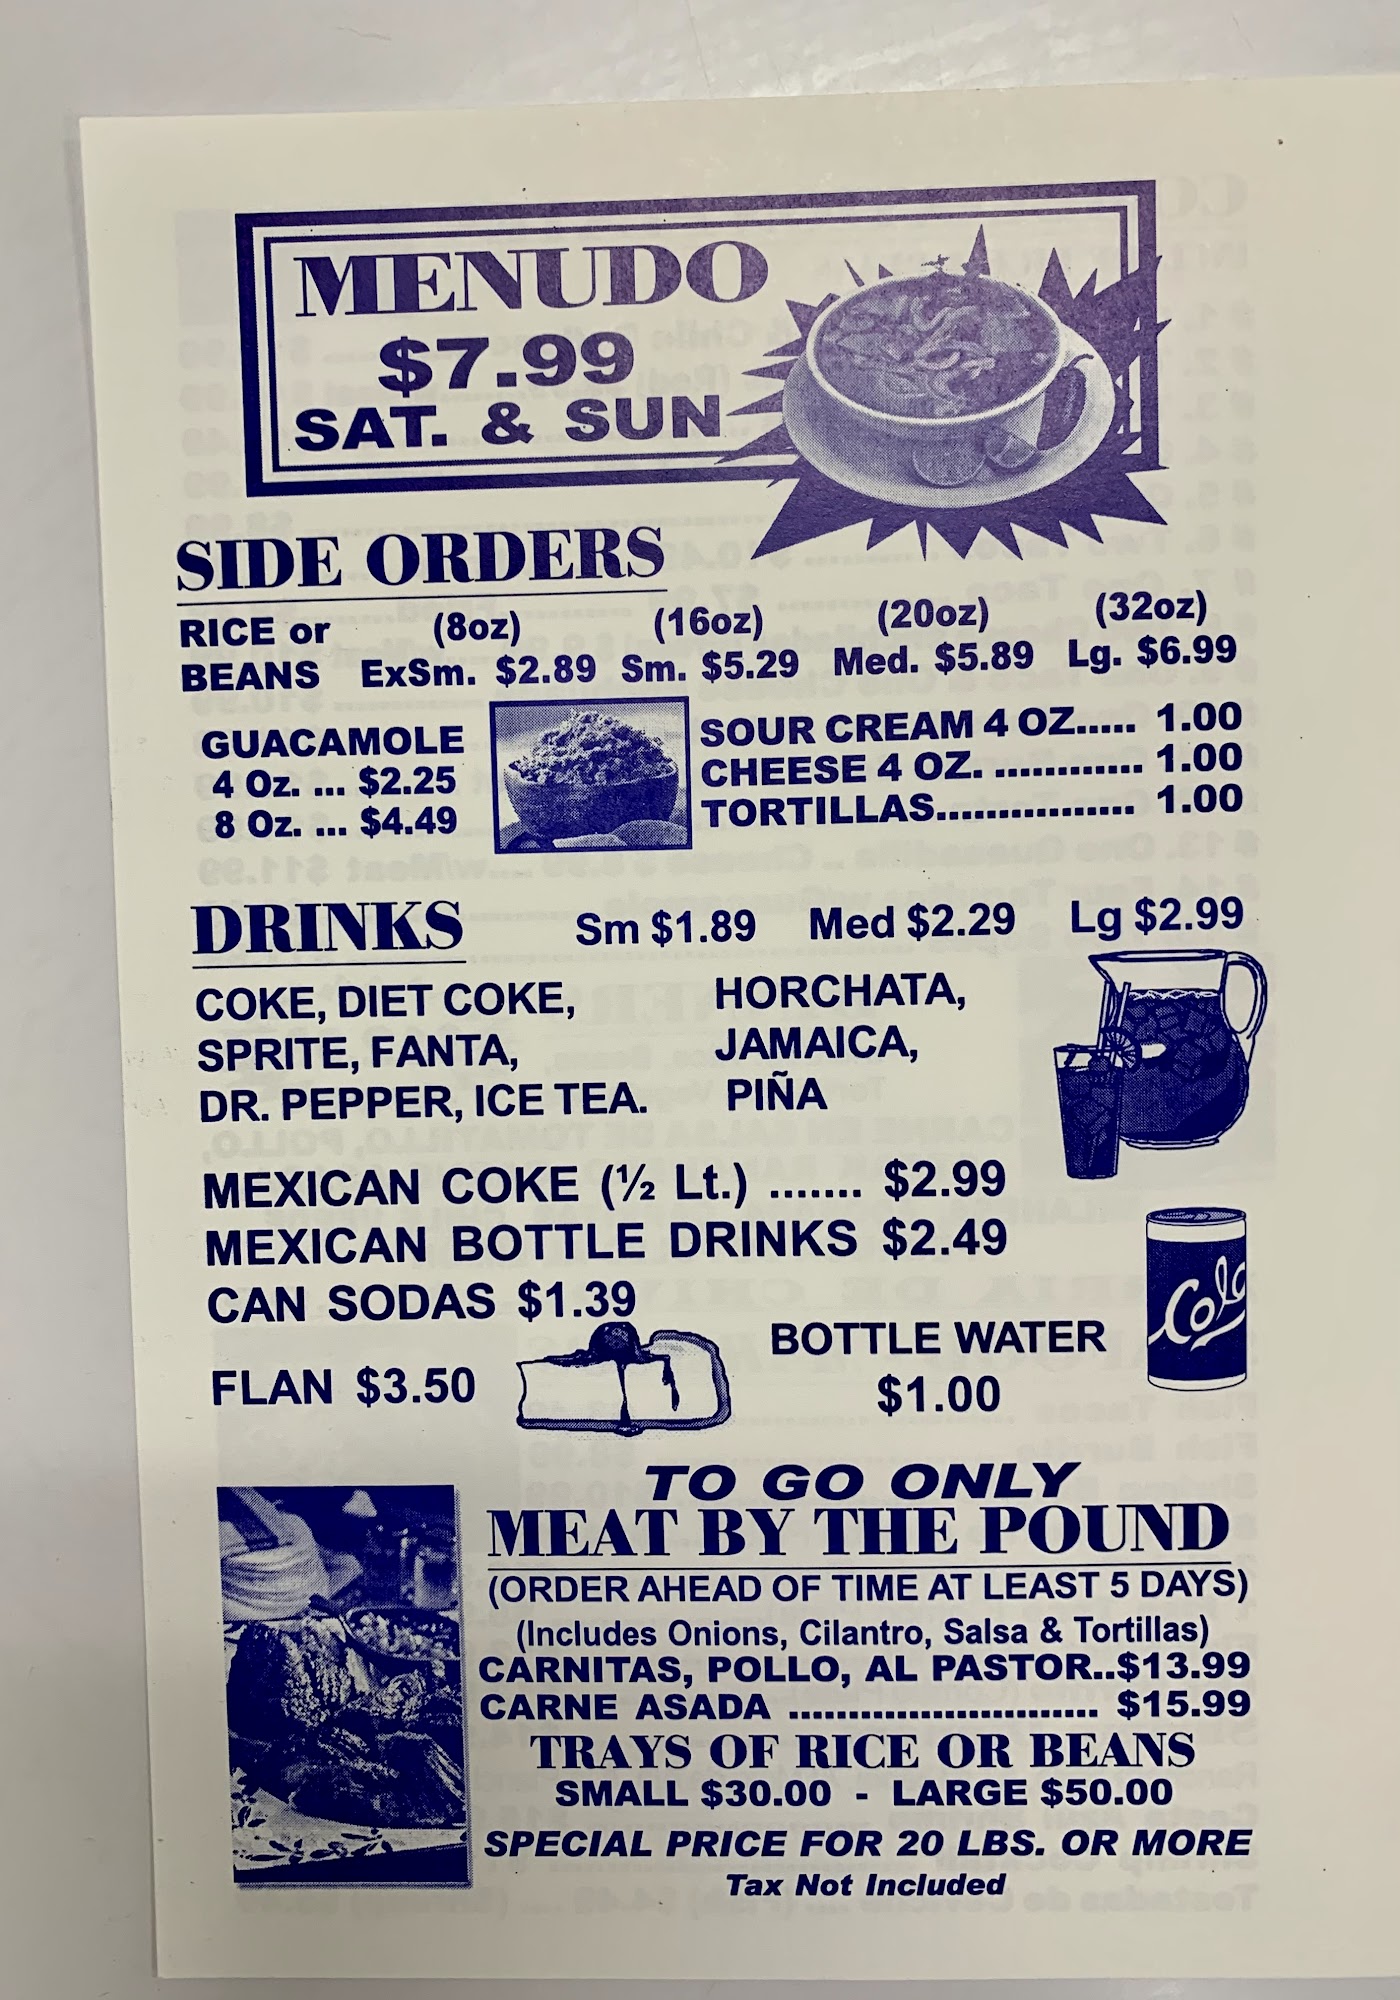 MENUDO
$7.99
SAT. & SUN
SIDE ORDERS
RICE or (8oz) (16oz) (20oz) (32oz)
BEANS ExSm. $2.89 Sm. $5.29 Med. $5.89 Lg. $6.99
GUACAMOLE
4 Oz. ... $2.25
8 Oz. ... $4.49
SOUR CREAM 4 OZ..... 1.00
CHEESE 4 OZ. ............. 1.00
TORTILLAS................. 1.00
DRINKS Sm $1.89 Med $2.29 Lg $2.99
COKE, DIET COKE,
SPRITE, FANTA,
DR. PEPPER, ICE TEA.
HORCHATA,
JAMAICA,
PIÑA
MEXICAN COKE (½ Lt.) ....... $2.99
MEXICAN BOTTLE DRINKS $2.49
CAN SODAS $1.39
Cola
FLAN $3.50
BOTTLE WATER
$1.00
TO GO ONLY
MEAT BY THE POUND
(ORDER AHEAD OF TIME AT LEAST 5 DAYS)
(Includes Onions, Cilantro, Salsa & Tortillas)
CARNITAS, POLLO, AL PASTOR..$13.99
CARNE ASADA .......................... $15.99
TRAYS OF RICE OR BEANS
SMALL $30.00 - LARGE $50.00
SPECIAL PRICE FOR 20 LBS. OR MORE
Tax Not Included